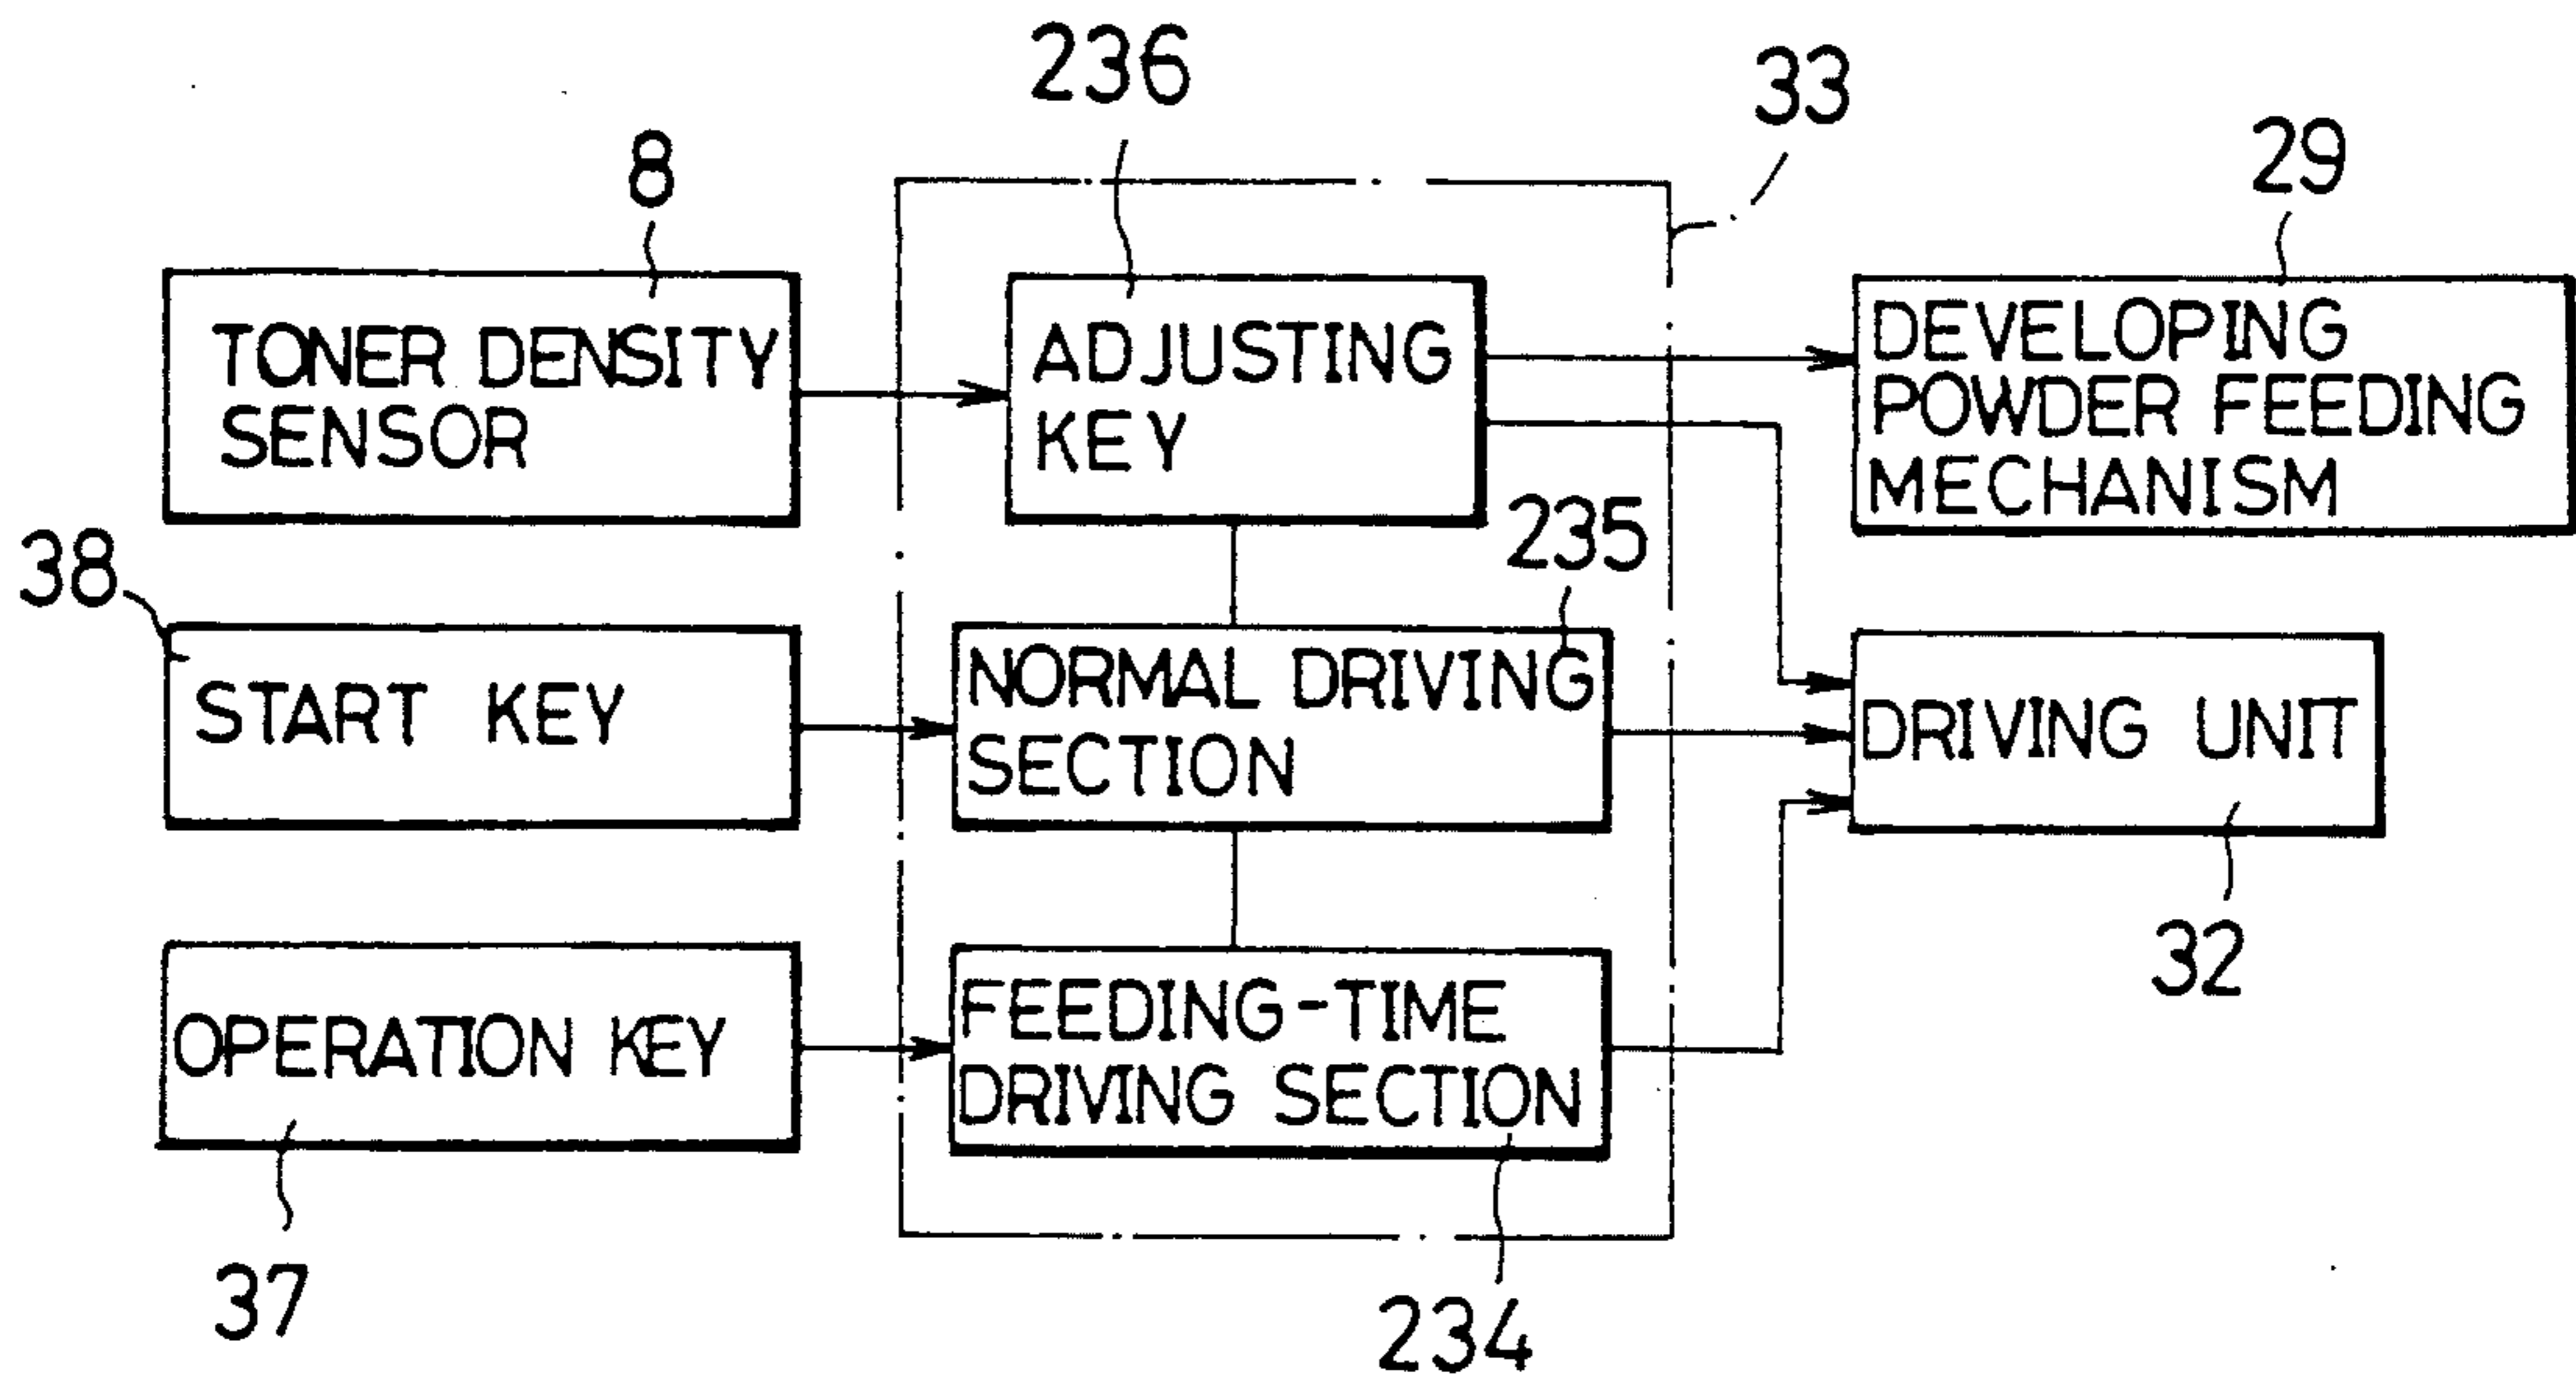 236
33
8
29
TONER DENSITY
SENSOR
ADJUSTING
KEY
DEVELOPING
POWDER FEEDING
MECHANISM
38
235
START KEY
NORMAL DRIVING
SECTION
DRIVING UNIT
32
OPERATION KEY
FEEDING-TIME
DRIVING SECTION
37
234